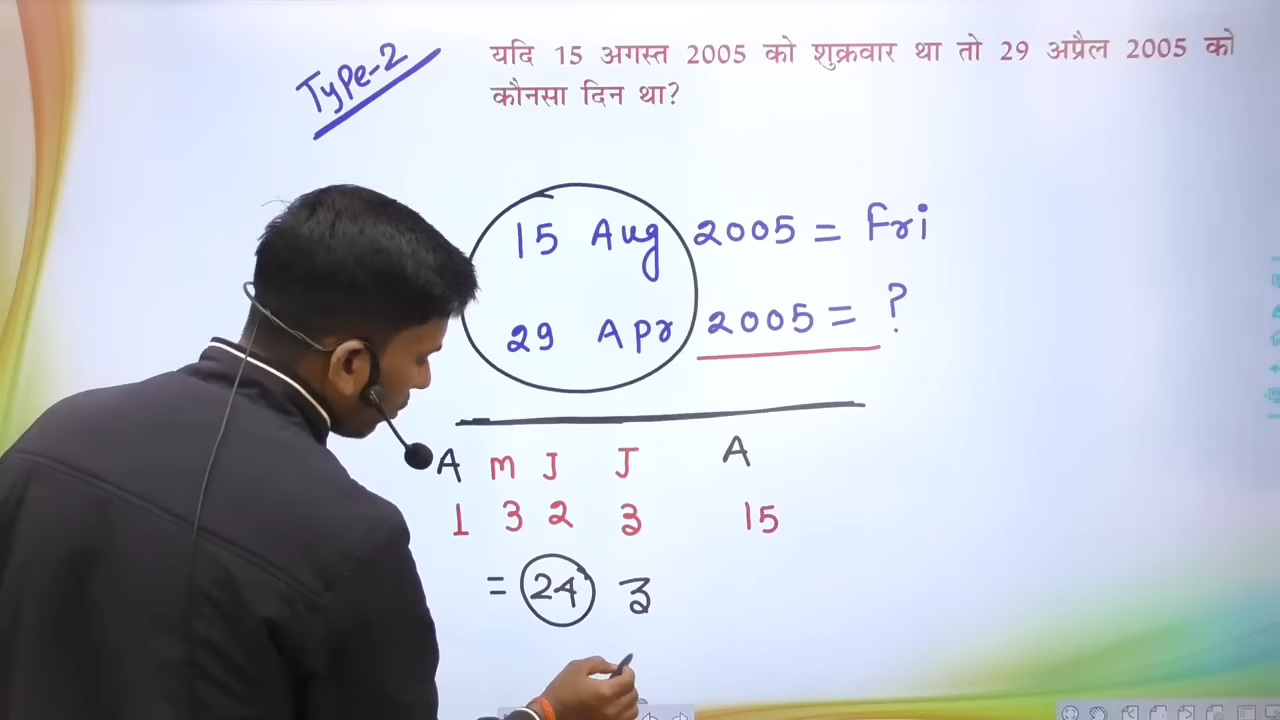 Type-2
यदि 15 अगस्त 2005 को शुक्रवार था तो 29 अप्रैल 2005 को
कौनसा दिन था?
15 Aug 2005 = Fri
29 Apr 2005 = ?
A M J J A
1 3 2 3 15
= 24 3